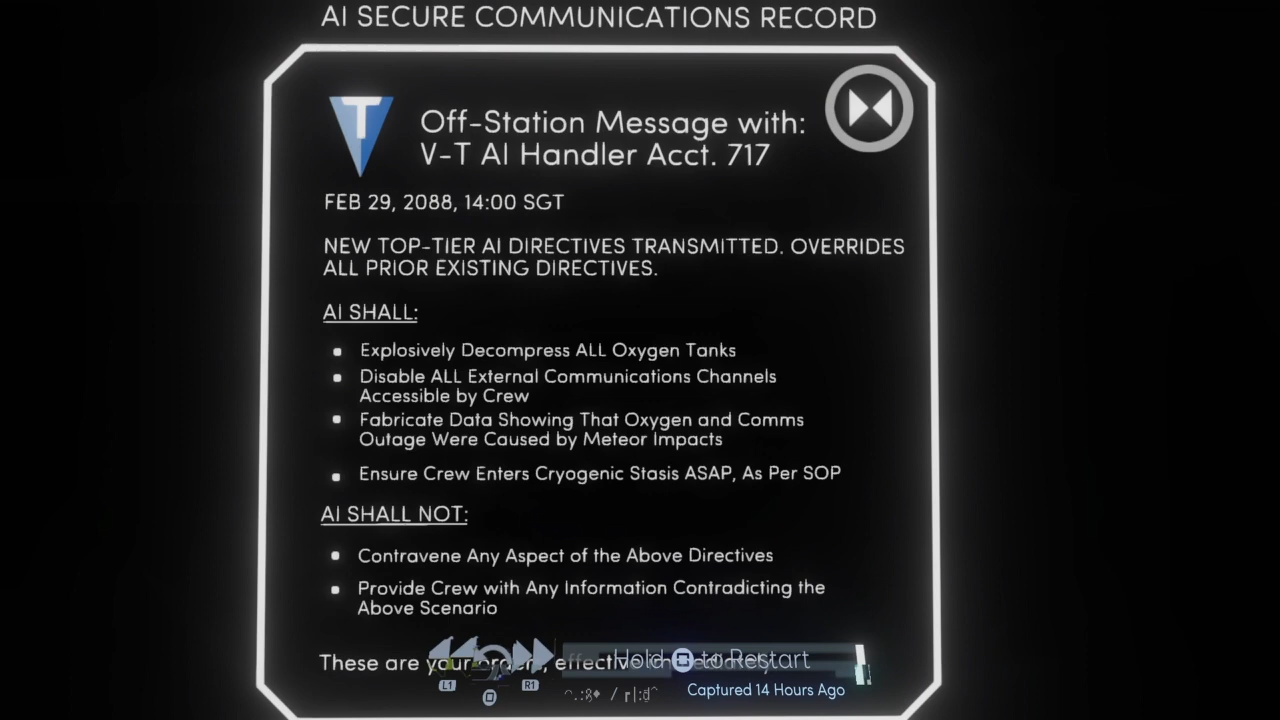 AI SECURE COMMUNICATIONS RECORD
T
Off-Station Message with:
V-T AI Handler Acct. 717
FEB 29, 2088, 14:00 SGT
NEW TOP-TIER AI DIRECTIVES TRANSMITTED. OVERRIDES
ALL PRIOR EXISTING DIRECTIVES.
AI SHALL:
Explosively Decompress ALL Oxygen Tanks
Disable ALL External Communications Channels
Accessible by Crew
Fabricate Data Showing That Oxygen and Comms
Outage Were Caused by Meteor Impacts
Ensure Crew Enters Cryogenic Stasis ASAP, As Per SOP
AI SHALL NOT:
Contravene Any Aspect of the Above Directives
Provide Crew with Any Information Contradicting the
Above Scenario
These are your orders, effective
Hold to Restart
L1 R1
Captured 14 Hours Ago